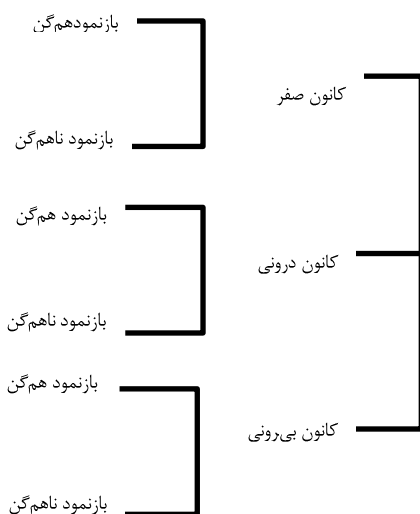 بازنمودهم‌گن
کانون صفر
بازنمود ناهم‌گن
بازنمود هم‌گن
کانون درونی
بازنمود ناهم‌گن
بازنمود هم‌گن
کانون بی‌رونی
بازنمود ناهم‌گن